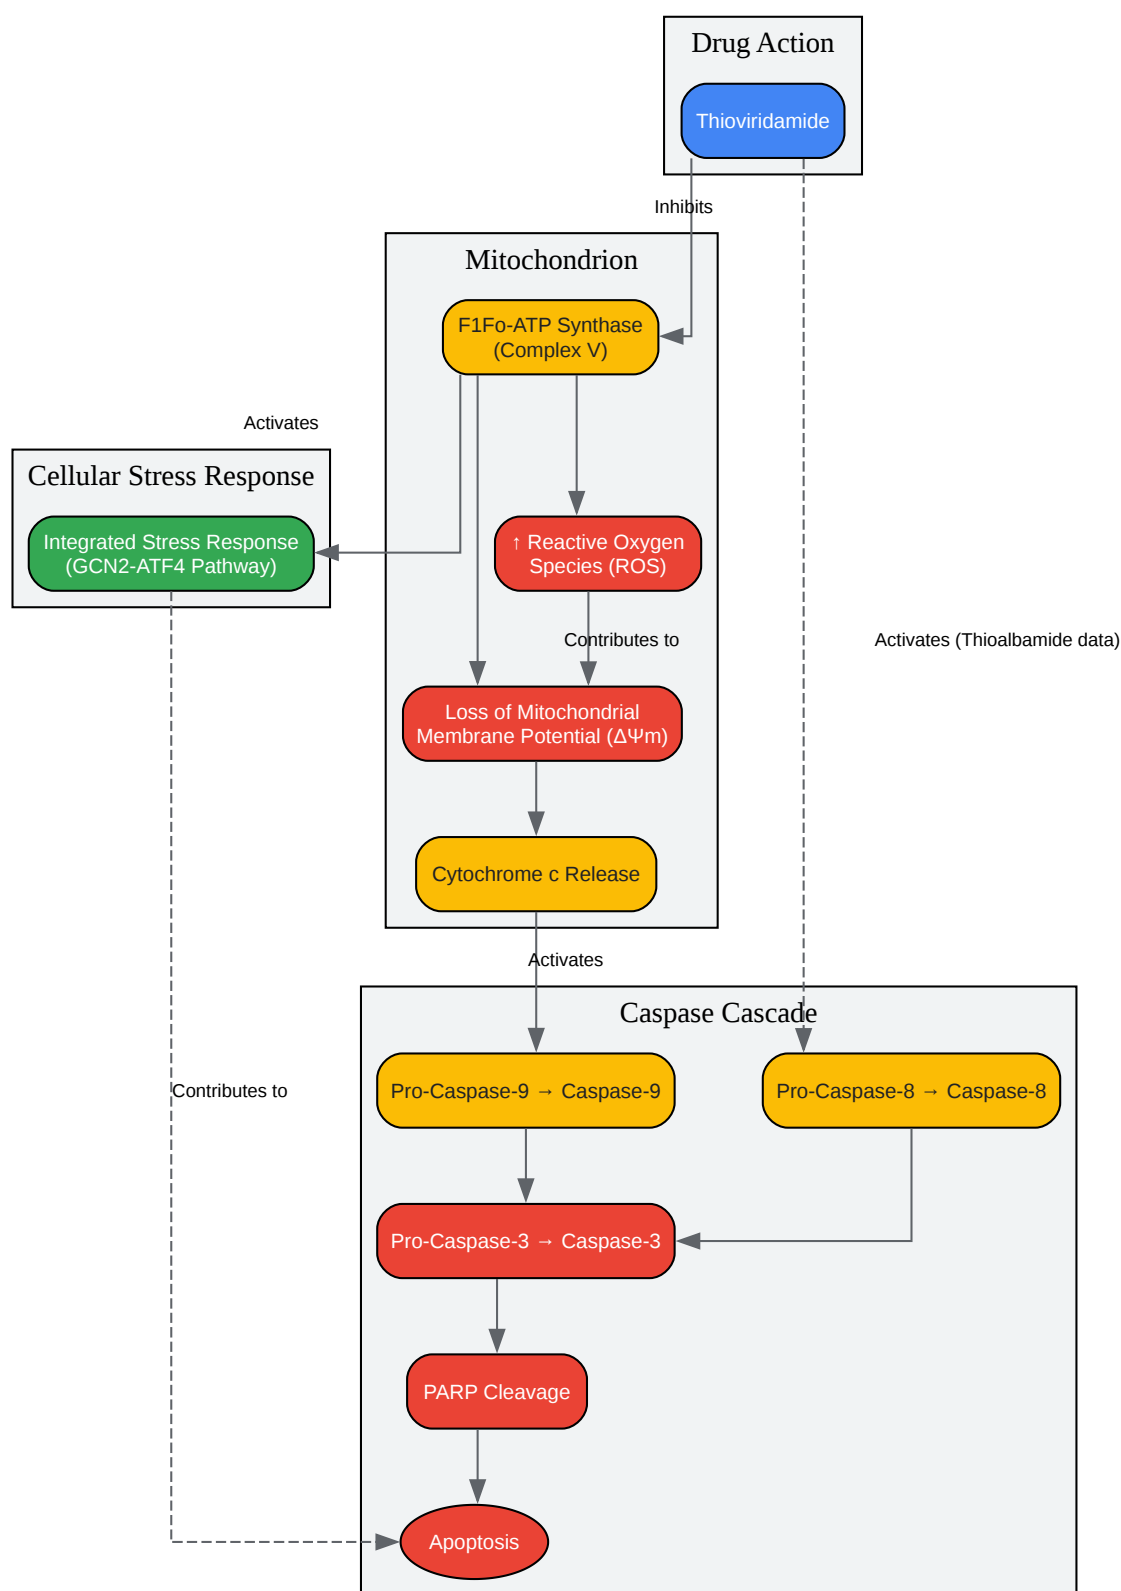 Drug Action
Thioviridamide
Inhibits
Mitochondrion
F1Fo-ATP Synthase
(Complex V)
Activates
Cellular Stress Response
Integrated Stress Response
(GCN2-ATF4 Pathway)
↑ Reactive Oxygen
Species (ROS)
Contributes to
Activates (Thioalbamide data)
Loss of Mitochondrial
Membrane Potential (ΔΨm)
Cytochrome c Release
Activates
Caspase Cascade
Contributes to
Pro-Caspase-9 → Caspase-9
Pro-Caspase-8 → Caspase-8
Pro-Caspase-3 → Caspase-3
PARP Cleavage
Apoptosis